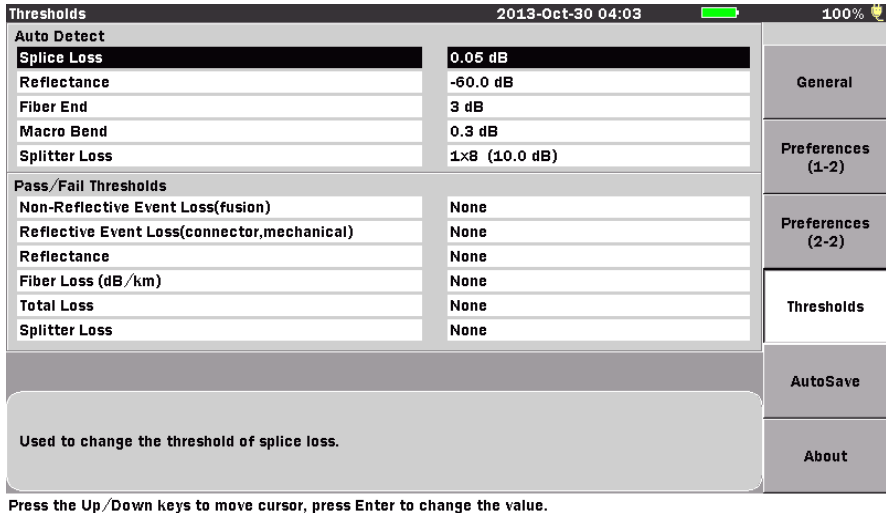 Thresholds 2013-Oct-30 04:03 100%
Auto Detect
Splice Loss 0.05 dB
Reflectance -60.0 dB
Fiber End 3 dB
Macro Bend 0.3 dB
Splitter Loss 1×8 (10.0 dB)
Pass/Fail Thresholds
Non-Reflective Event Loss(fusion) None
Reflective Event Loss(connector,mechanical) None
Reflectance None
Fiber Loss (dB/km) None
Total Loss None
Splitter Loss None
Used to change the threshold of splice loss.
Press the Up/Down keys to move cursor, press Enter to change the value.
General
Preferences
(1-2)
Preferences
(2-2)
Thresholds
AutoSave
About